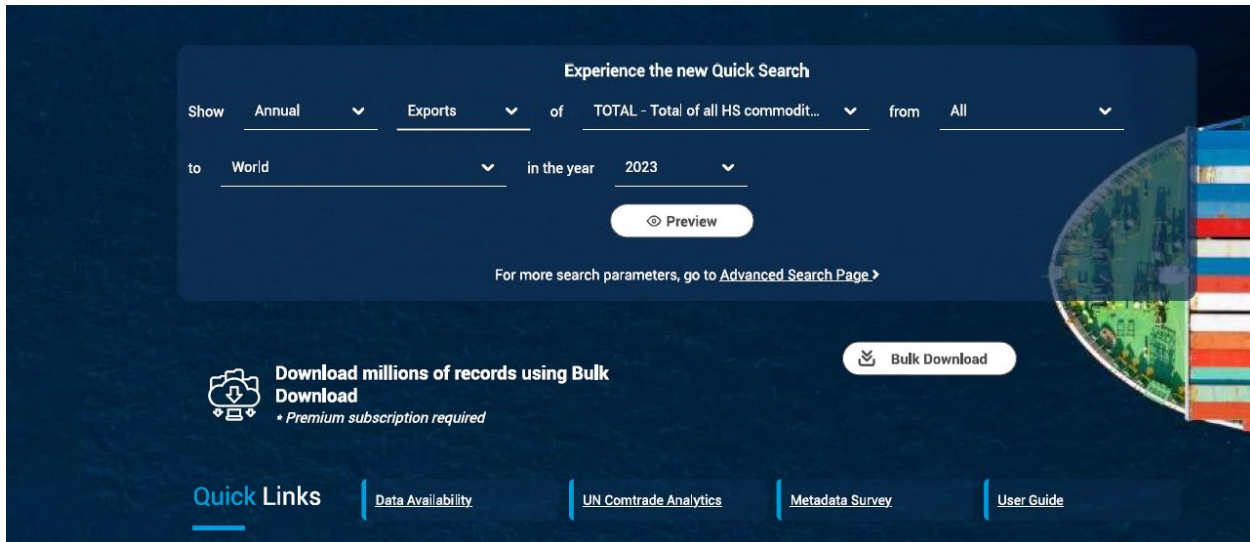 Experience the new Quick Search
Show Annual Exports of TOTAL - Total of all HS commodit... from All
to World in the year 2023
Preview
For more search parameters, go to Advanced Search Page
Bulk Download
Download millions of records using Bulk
Download
* Premium subscription required
Quick Links Data Availability UN Comtrade Analytics Metadata Survey User Guide